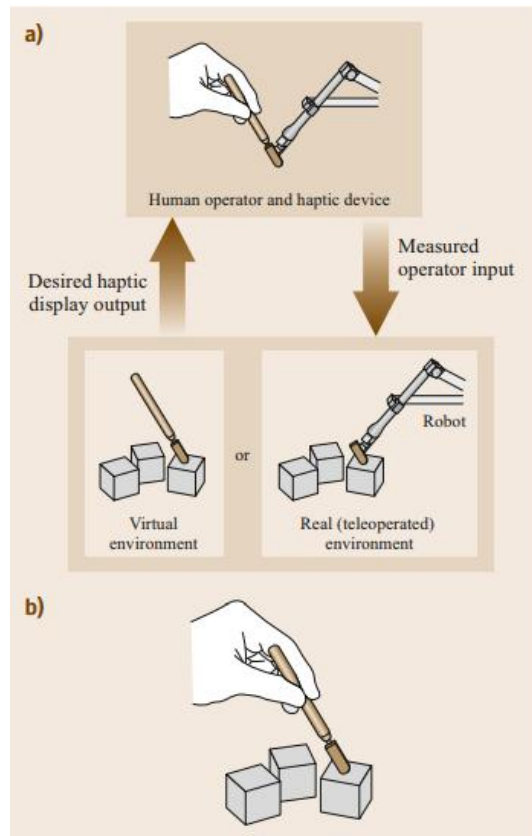 a)
Human operator and haptic device
Desired haptic
display output
Measured
operator input
Robot
or
Virtual
environment
Real (teleoperated)
environment
b)